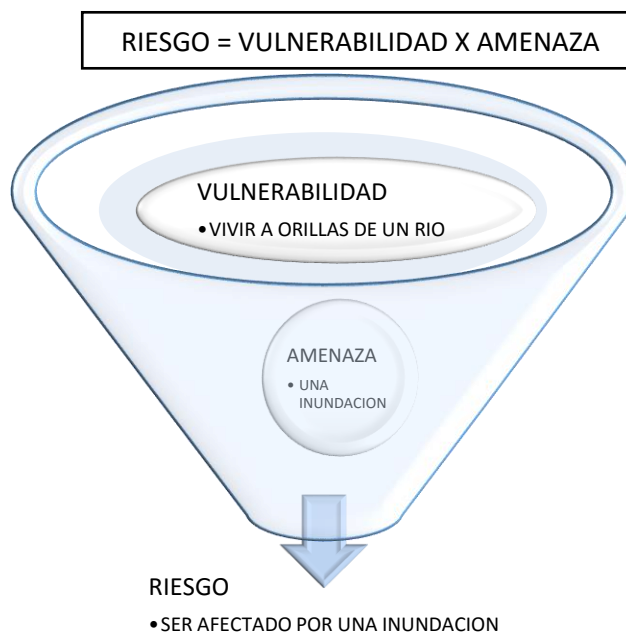 RIESGO = VULNERABILIDAD X AMENAZA
VULNERABILIDAD
•VIVIR A ORILLAS DE UN RIO
AMENAZA
• UNA
INUNDACION
RIESGO
•SER AFECTADO POR UNA INUNDACION